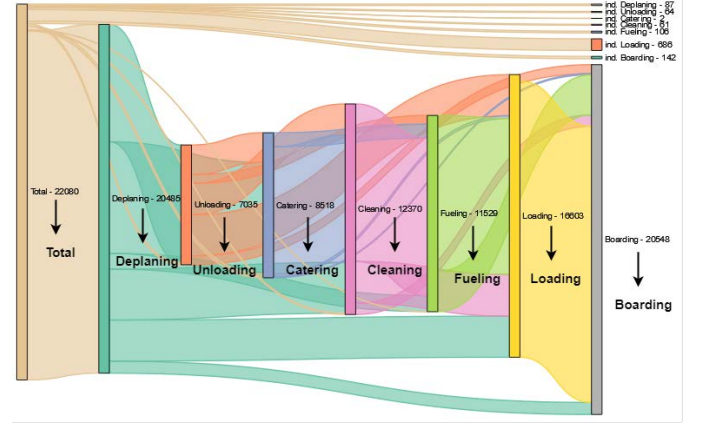 ind. Deplaning - 87
ind. Unloading - 64
ind. Catering - 2
ind. Cleaning - 61
ind. Fueling - 106
ind. Loading - 686
ind. Boarding - 142
Total - 22080
Total
Deplaning - 20485
Deplaning
Unloading - 7035
Unloading
Catering - 8518
Catering
Cleaning - 12370
Cleaning
Fueling - 11529
Fueling
Loading - 16603
Loading
Boarding - 20548
Boarding